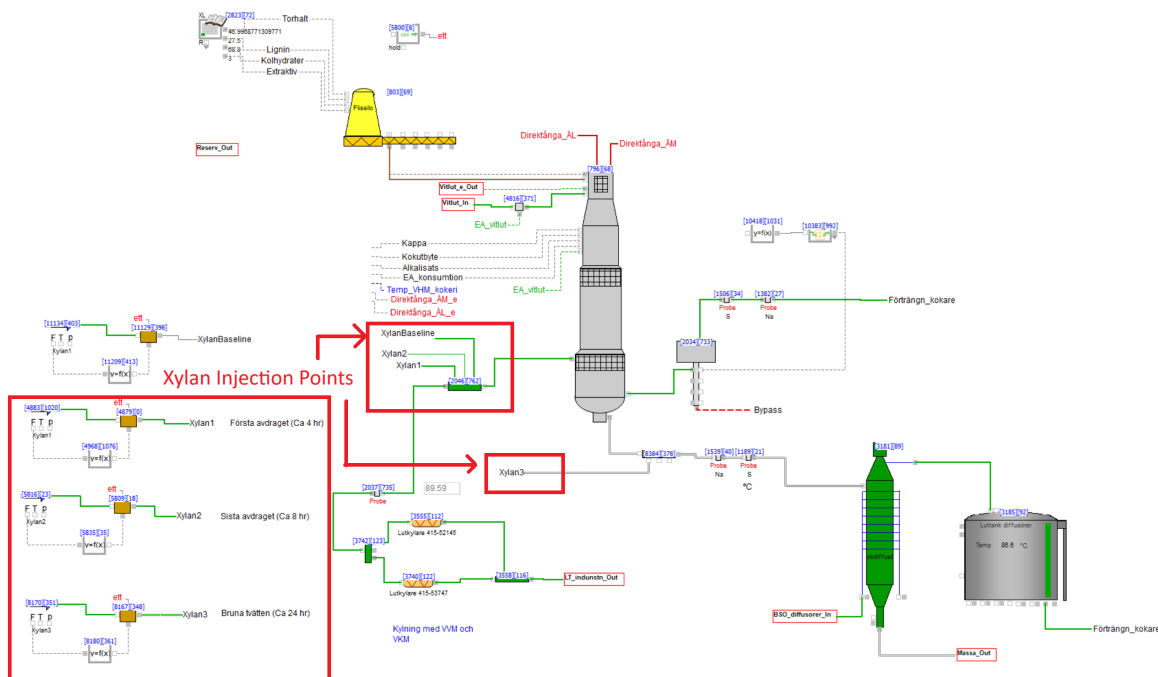 XL
[2823][72]
Torhalt
46.9968771309771
27.5
Lignin
68.9
Kolhydrater
R
3
Extraktiv
[5800][8]
ett
hold
[803][69]
Flissilo
Reserv_Out
Direktånga_ÅL
Direktånga_ÅM
[796][68]
Vitlut_e_Out
Vitlut_In
[4816][371]
EA_vitlut
Kappa
Kokutbyte
Alkalisats
EA_konsumtion
Temp_VHM_kokeri
Direktånga_ÅM_e
Direktånga_ÅL_e
EA_vitlut
[10418][1031]
y=f(x)
[10383][992]
[1506][34]
[1382][27]
Probe
Probe
S
Na
Förträngn_kokare
[2034][733]
Bypass
[11134][403]
ett
[11129][398]
F T p
Xylan1
XylanBaseline
[11209][413]
v=f(x)
XylanBaseline
Xylan2
Xylan1
[2046][762]
Xylan Injection Points
[4883][1020]
ett
[4879][0]
F T p
Xylan1
Xylan1
Första avdraget (Ca 4 hr)
[4968][1076]
v=f(x)
[5816][23]
ett
[5809][18]
F T p
Xylan2
Xylan2
Sista avdraget (Ca 8 hr)
[5835][35]
v=f(x)
[8170][351]
ett
[8167][348]
F T p
Xylan3
Xylan3
Bruna tvätten (Ca 24 hr)
[8180][361]
v=f(x)
Xylan3
[8384][378]
[1539][40]
[1189][21]
Probe
Probe
Na
S
°C
[2037][735]
Probe
89.59
[3555][112]
Lutkylare 415-52145
[3742][123]
[3740][122]
Lutkylare 415-53747
[3558][116]
LT_indunstn_Out
Kylning med VVM och
VKM
[3181][89]
BSO_diffusorer_In
Massa_Out
[3185][92]
Luttank diffusörer
Temp 86.6 °C
Förträngn_kokare